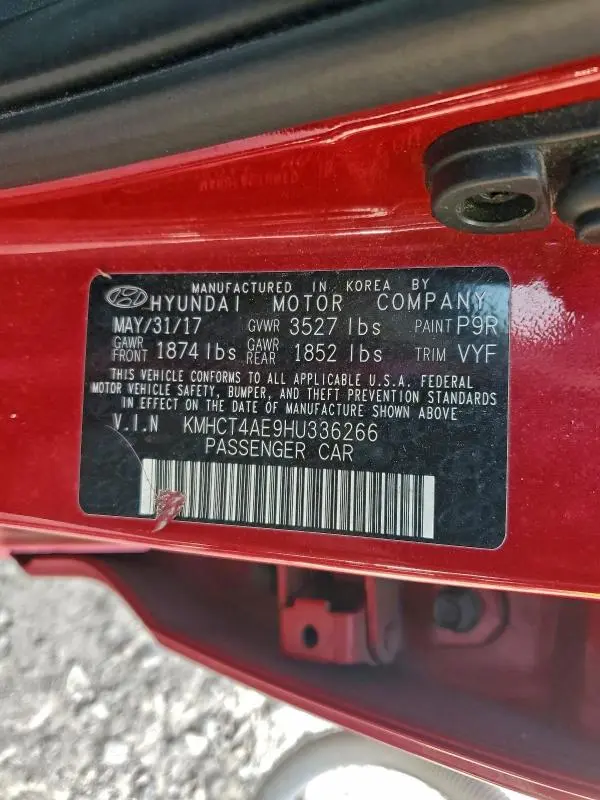 MANUFACTURED IN KOREA BY
HYUNDAI MOTOR COMPANY
MAY/31/17 GVWR 3527 lbs PAINT P9R
GAWR FRONT 1874 lbs GAWR REAR 1852 lbs TRIM VYF
THIS VEHICLE CONFORMS TO ALL APPLICABLE U.S.A. FEDERAL
MOTOR VEHICLE SAFETY, BUMPER, AND THEFT PREVENTION STANDARDS
IN EFFECT ON THE DATE OF MANUFACTURE SHOWN ABOVE
V.I.N KMHCT4AE9HU336266
PASSENGER CAR